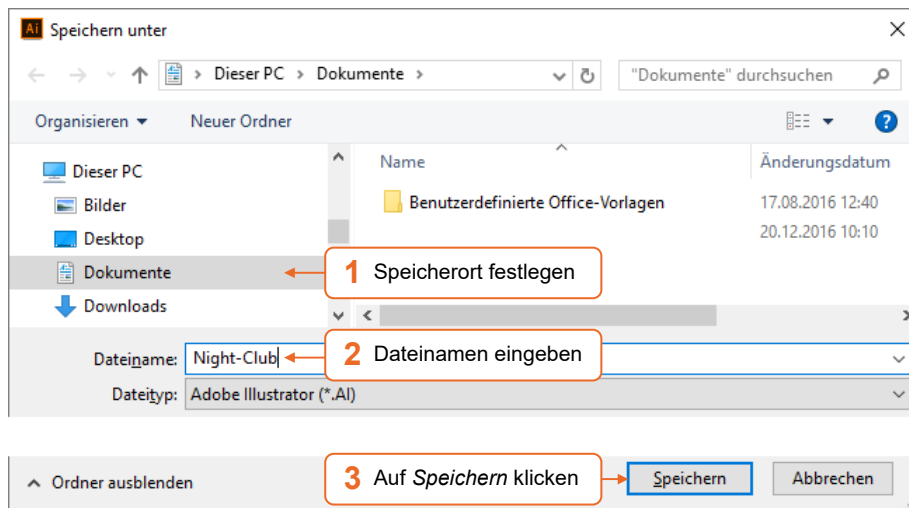 Ai Speichern unter
Dieser PC > Dokumente >
"Dokumente" durchsuchen
Organisieren Neuer Ordner
?
Dieser PC
Bilder
Desktop
Dokumente
Downloads
Name Änderungsdatum
Benutzerdefinierte Office-Vorlagen 17.08.2016 12:40
20.12.2016 10:10
1 Speicherort festlegen
Dateiname: Night-Club
2 Dateinamen eingeben
Dateityp: Adobe Illustrator (*.AI)
Ordner ausblenden
3 Auf Speichern klicken
Speichern Abbrechen